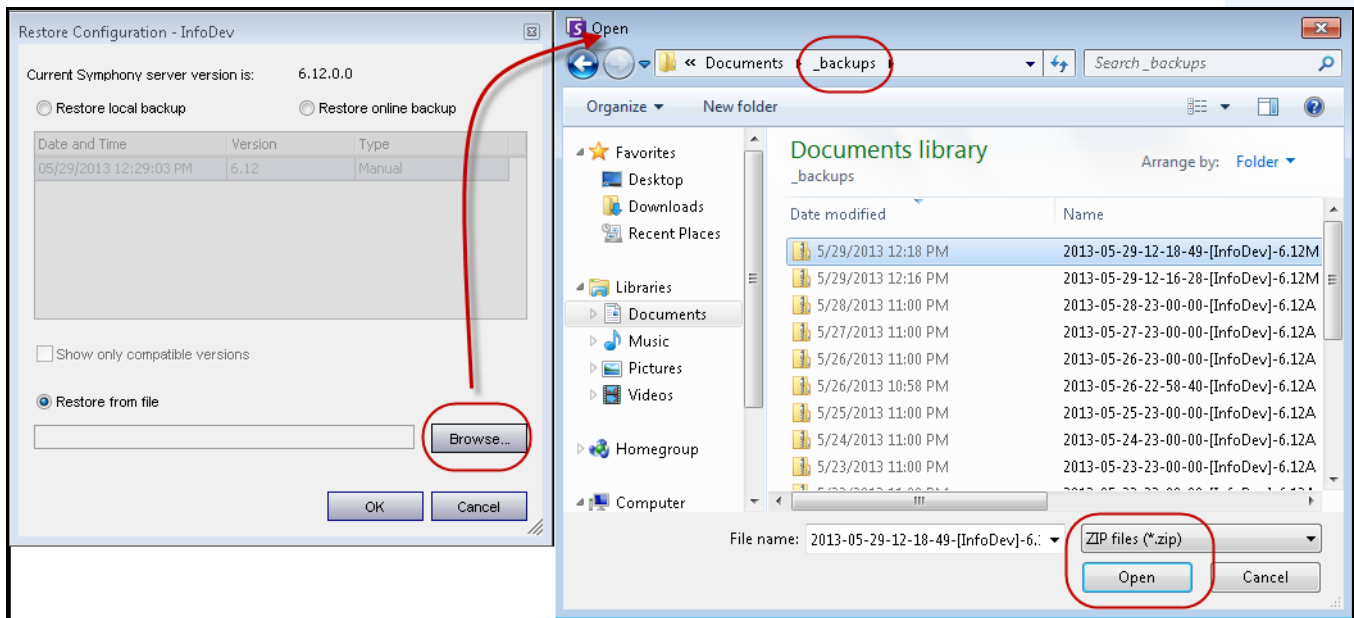 Restore Configuration - InfoDev
Current Symphony server version is: 6.12.0.0
Restore local backup Restore online backup
Date and Time Version Type
05/29/2013 12:29:03 PM 6.12 Manual
Show only compatible versions
Restore from file
Browse...
OK Cancel
S Open
« Documents _backups Search _backups
Organize New folder
Favorites
Desktop
Downloads
Recent Places
Libraries
Documents
Music
Pictures
Videos
Homegroup
Computer
Documents library
_backups
Arrange by: Folder
Date modified Name
5/29/2013 12:18 PM 2013-05-29-12-18-49-[InfoDev]-6.12M
5/29/2013 12:16 PM 2013-05-29-12-16-28-[InfoDev]-6.12M
5/28/2013 11:00 PM 2013-05-28-23-00-00-[InfoDev]-6.12A
5/27/2013 11:00 PM 2013-05-27-23-00-00-[InfoDev]-6.12A
5/26/2013 11:00 PM 2013-05-26-23-00-00-[InfoDev]-6.12A
5/26/2013 10:58 PM 2013-05-26-22-58-40-[InfoDev]-6.12A
5/25/2013 11:00 PM 2013-05-25-23-00-00-[InfoDev]-6.12A
5/24/2013 11:00 PM 2013-05-24-23-00-00-[InfoDev]-6.12A
5/23/2013 11:00 PM 2013-05-23-23-00-00-[InfoDev]-6.12A
File name: 2013-05-29-12-18-49-[InfoDev]-6. ZIP files (*.zip)
Open Cancel